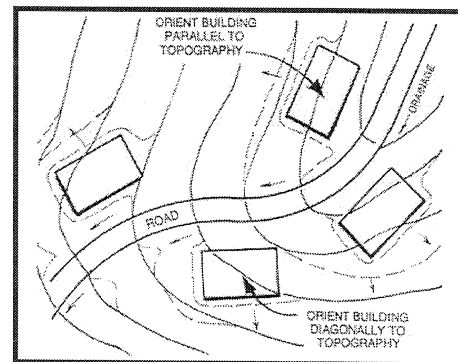 ORIENT BUILDING
PARALLEL TO
TOPOGRAPHY
DRAINAGE
ROAD
ORIENT BUILDING
DIAGONALLY TO
TOPOGRAPHY